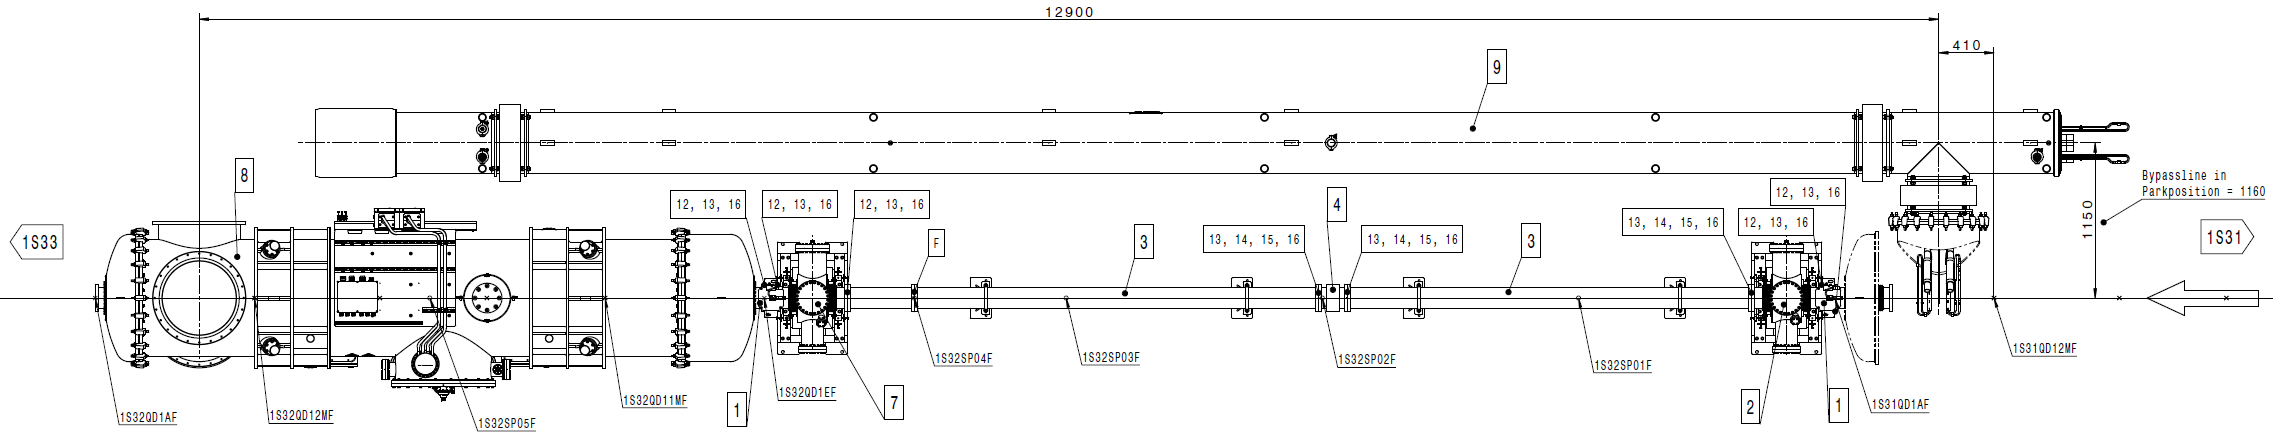 12900
410
9
8
12, 13, 16
12, 13, 16
12, 13, 16
4
12, 13, 16
Bypassline in
Parkposition = 1160
1150
1S33
F
3
13, 14, 15, 16
13, 14, 15, 16
3
13, 14, 15, 16
12, 13, 16
1S31
1S32SP04F
1S32SP03F
1S32SP02F
1S32SP01F
1S31QD12MF
1S32QD1AF
1S32QD12MF
1S32SP05F
1S32QD11MF
1
1S32QD1EF
7
2
1
1S31QD1AF